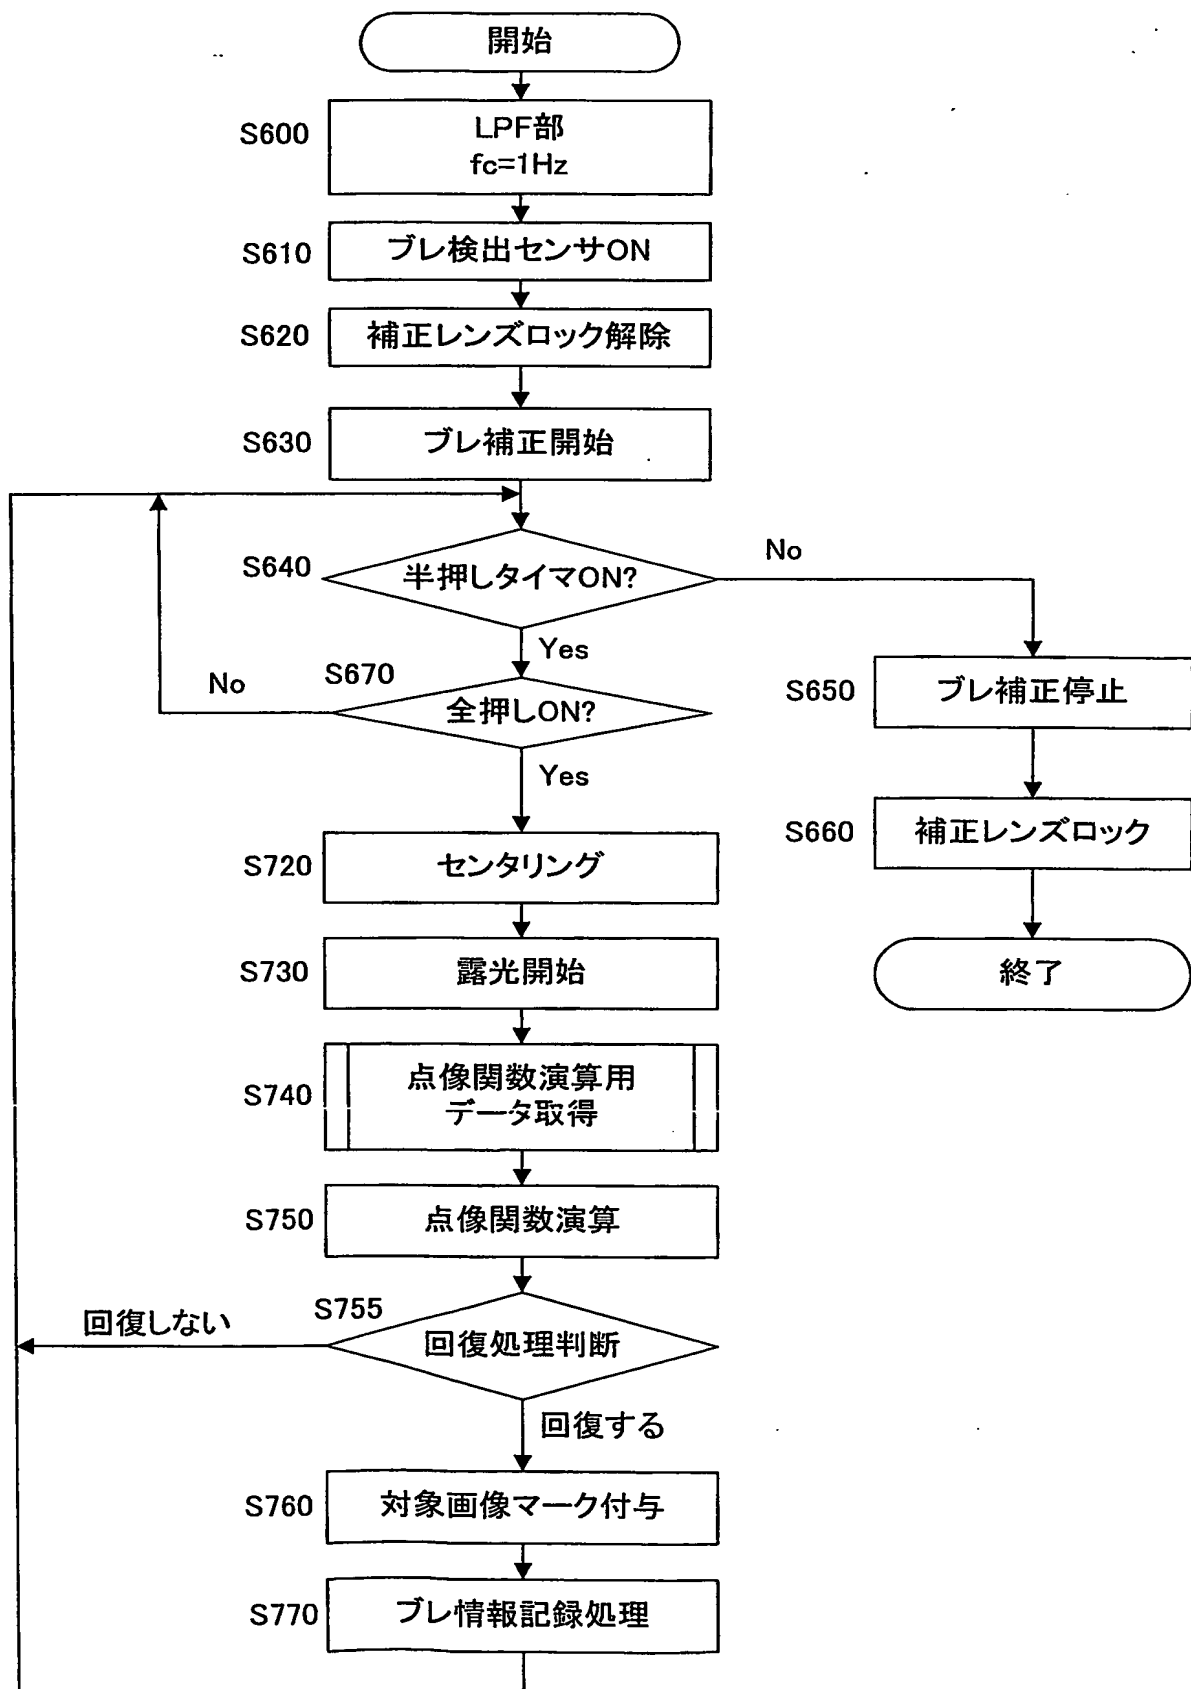 開始
S600
LPF部
fc=1Hz
S610
ブレ検出センサON
S620
補正レンズロック解除
S630
ブレ補正開始
S640
半押しタイマON?
No
Yes
S670
全押しON?
No
Yes
S650
ブレ補正停止
S660
補正レンズロック
終了
S720
センタリング
S730
露光開始
S740
点像関数演算用
データ取得
S750
点像関数演算
S755
回復処理判断
回復しない
回復する
S760
対象画像マーク付与
S770
ブレ情報記録処理